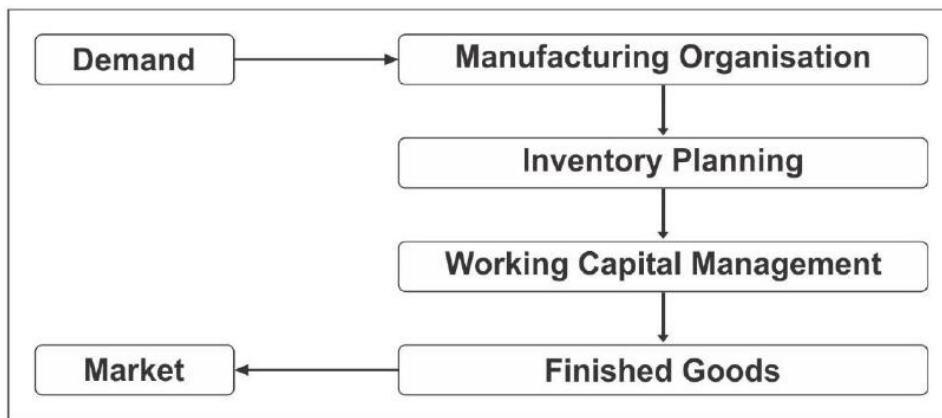 Demand
Manufacturing Organisation
Inventory Planning
Working Capital Management
Market
Finished Goods